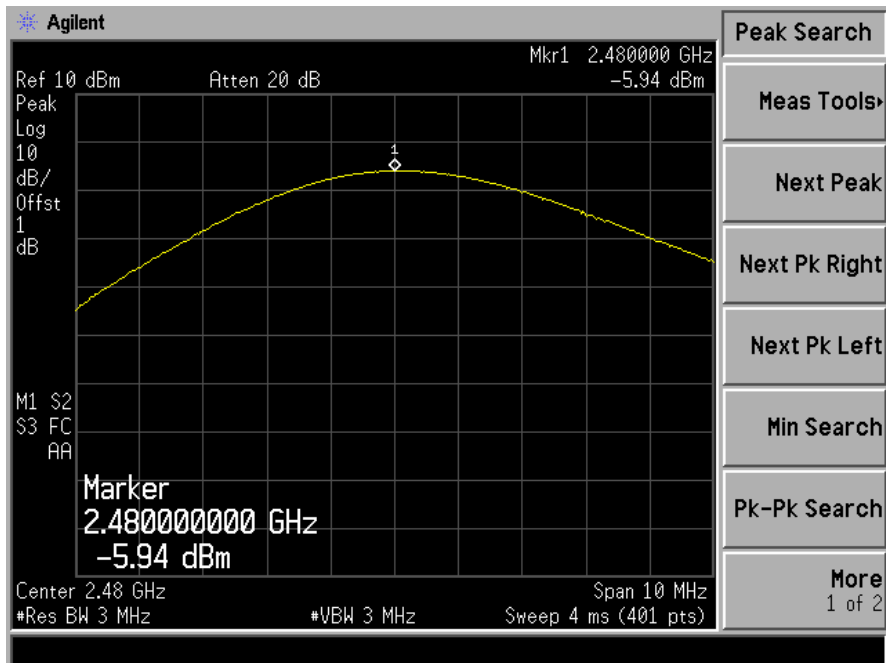 Agilent
Peak Search
Mkr1 2.480000 GHz
Ref 10 dBm Atten 20 dB -5.94 dBm
Peak
Log
10
dB/
Offst
1
dB
1
M1 S2
S3 FC
AA
Marker
2.480000000 GHz
-5.94 dBm
Center 2.48 GHz Span 10 MHz
#Res BW 3 MHz #VBW 3 MHz Sweep 4 ms (401 pts)
Meas Tools
Next Peak
Next Pk Right
Next Pk Left
Min Search
Pk-Pk Search
More
1 of 2